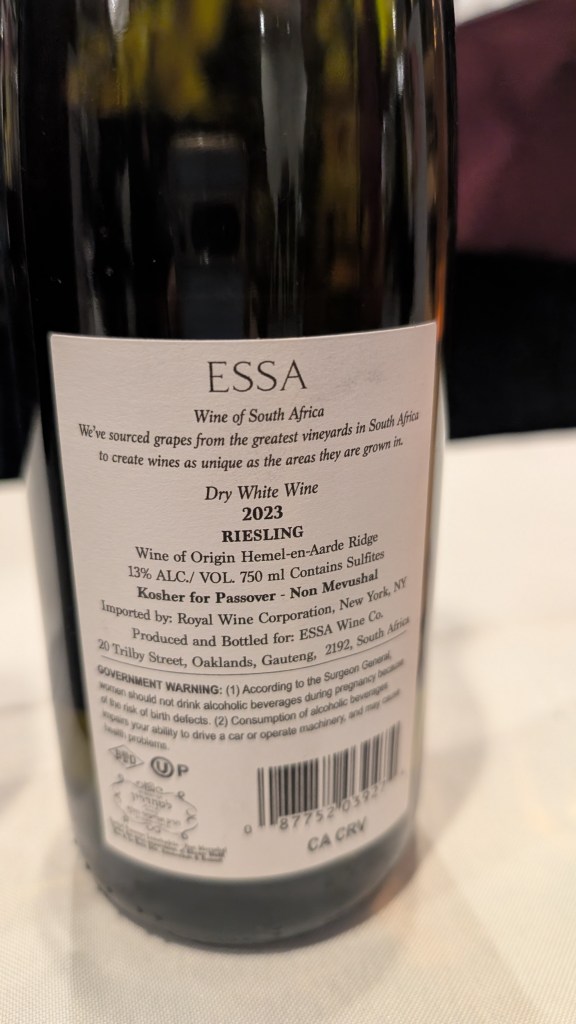 ESSA
Wine of South Africa
We've sourced grapes from the greatest vineyards in South Africa
to create wines as unique as the areas they are grown in.
Dry White Wine
2023
RIESLING
Wine of Origin Hemel-en-Aarde Ridge
13% ALC./ VOL. 750 ml Contains Sulfites
Kosher for Passover - Non Mevushal
Imported by: Royal Wine Corporation, New York, NY
Produced and Bottled for: ESSA Wine Co.
20 Trilby Street, Oaklands, Gauteng, 2192, South Africa
GOVERNMENT WARNING: (1) According to the Surgeon General,
women should not drink alcoholic beverages during pregnancy because
of the risk of birth defects. (2) Consumption of alcoholic beverages
impairs your ability to drive a car or operate machinery, and may cause
health problems.
U P
0 87752 0392
CA CRV